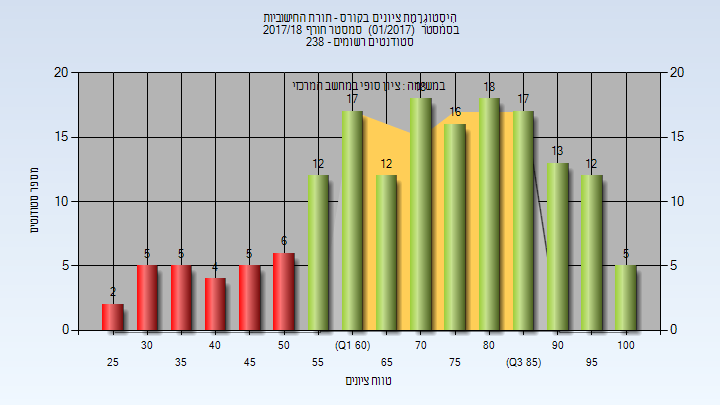 היסטוגרמת ציונים בקורס - תורת החישוביות
בסמסטר (01/2017) סמסטר חורף 2017/18
סטודנטים רשומים - 238
במשימה : ציון סופי במחשב המרכזי
20 20
15 15
10 10
5 5
0 0
מספר סטודנטים
2 5 5 4 5 6 12 17 12 18 16 18 17 13 12 5
30 40 50 (Q1 60) 70 80 90 100
25 35 45 55 65 75 (Q3 85) 95
טווח ציונים